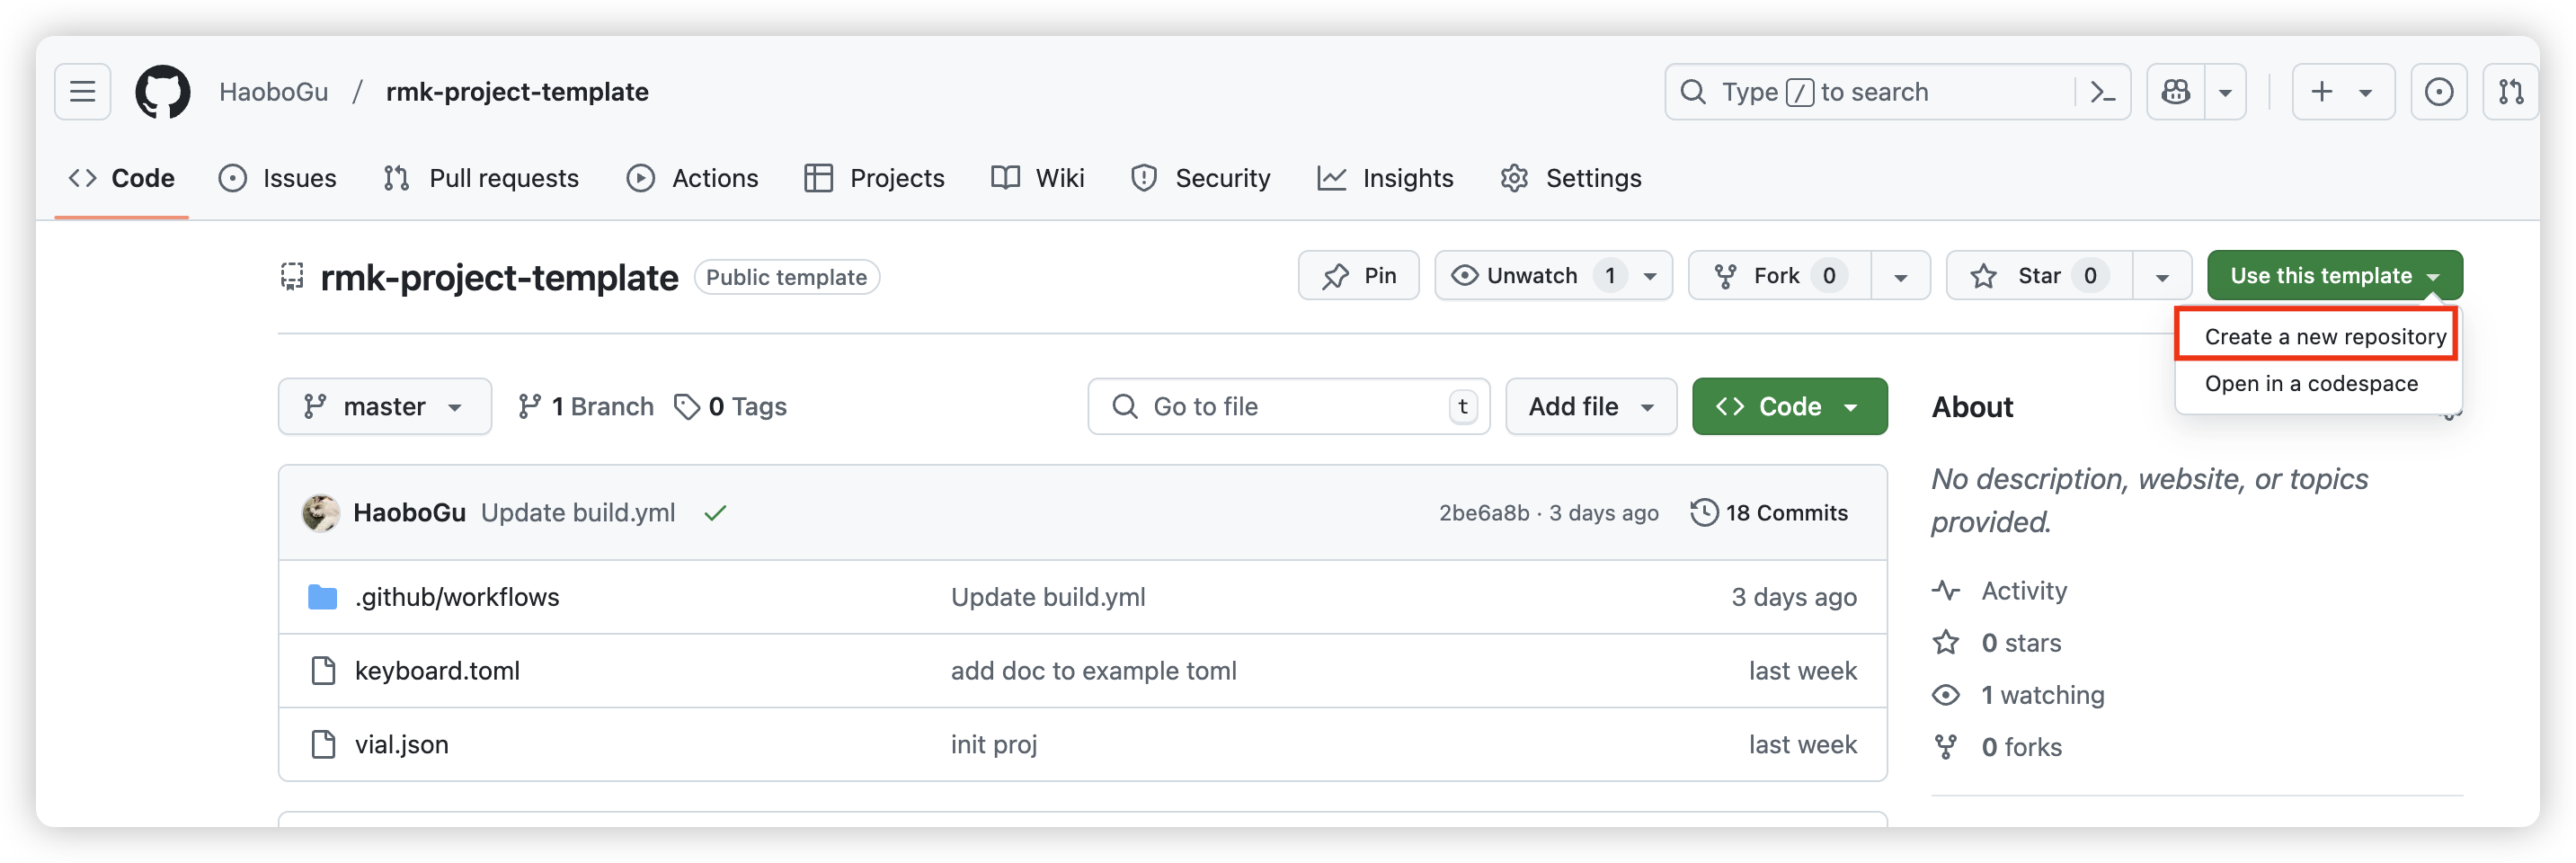 HaoboGu / rmk-project-template
Type / to search
Code Issues Pull requests Actions Projects Wiki Security Insights Settings
rmk-project-template Public template
Pin Unwatch 1 Fork 0 Star 0 Use this template
Create a new repository
Open in a codespace
master 1 Branch 0 Tags Go to file t Add file Code
About
No description, website, or topics
provided.
HaoboGu Update build.yml 2be6a8b · 3 days ago 18 Commits
.github/workflows Update build.yml 3 days ago
keyboard.toml add doc to example toml last week
vial.json init proj last week
Activity
0 stars
1 watching
0 forks